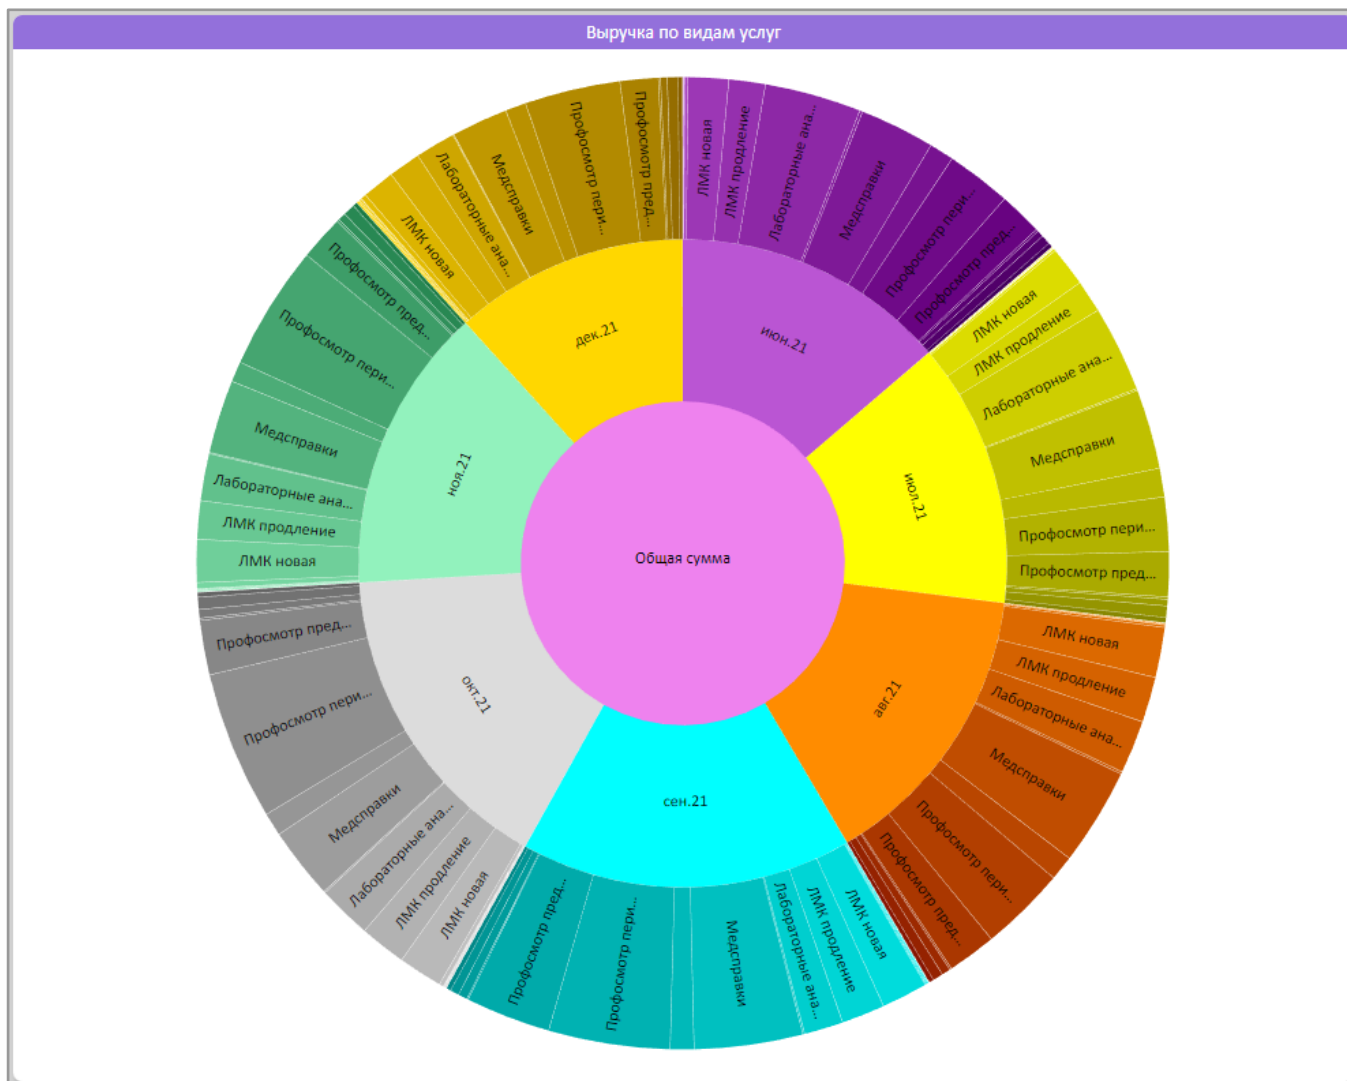 Выручка по видам услуг
Общая сумма
июн.21
ЛМК новая
ЛМК продление
Лабораторные ана...
Медсправки
Профосмотр пери...
Профосмотр пред...
июл.21
ЛМК новая
ЛМК продление
Лабораторные ана...
Медсправки
Профосмотр пери...
Профосмотр пред...
авг.21
ЛМК новая
ЛМК продление
Лабораторные ана...
Медсправки
Профосмотр пери...
Профосмотр пред...
сен.21
ЛМК новая
ЛМК продление
Лабораторные ана...
Медсправки
Профосмотр пери...
Профосмотр пред...
окт.21
ЛМК новая
ЛМК продление
Лабораторные ана...
Медсправки
Профосмотр пери...
Профосмотр пред...
ноя.21
ЛМК новая
ЛМК продление
Лабораторные ана...
Медсправки
Профосмотр пери...
Профосмотр пред...
дек.21
ЛМК новая
Лабораторные ана...
Медсправки
Профосмотр пери...
Профосмотр пред...